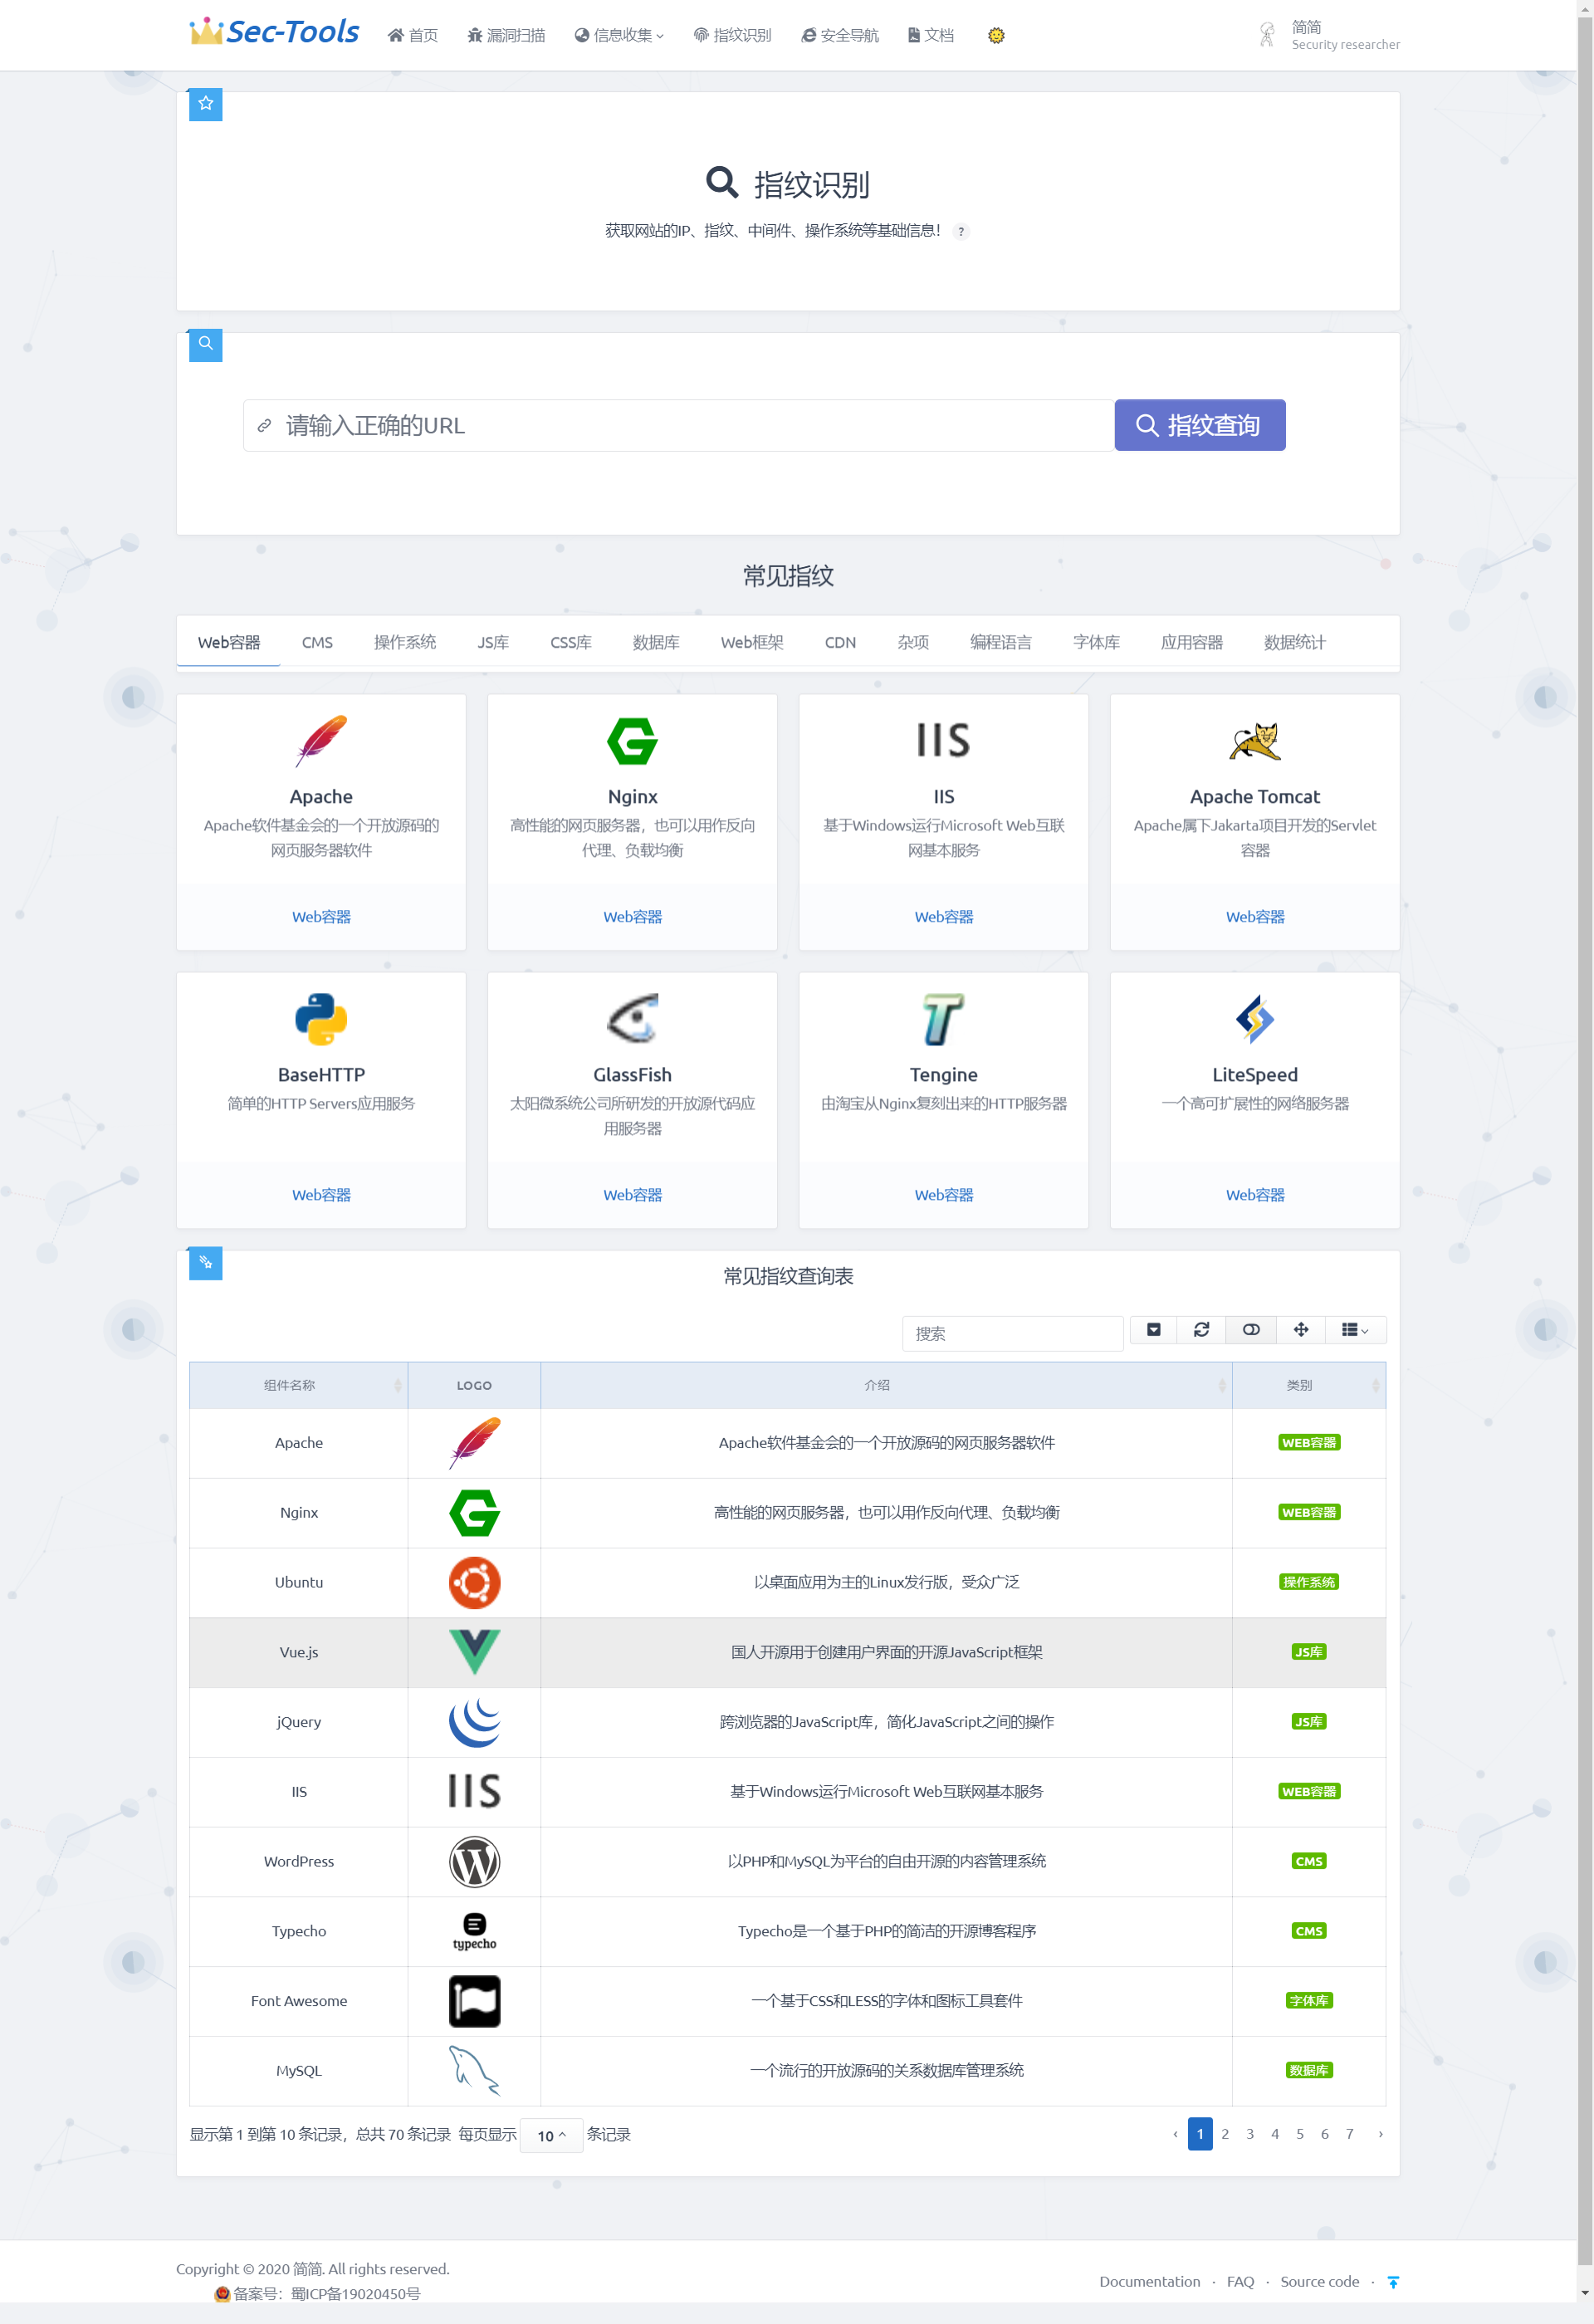 Sec-Tools 首页 漏洞扫描 信息收集 指纹识别 安全导航 文档 简简
Security researcher
指纹识别
获取网站的IP、指纹、中间件、操作系统等基础信息! ?
请输入正确的URL 指纹查询
常见指纹
Web容器 CMS 操作系统 JS库 CSS库 数据库 Web框架 CDN 杂项 编程语言 字体库 应用容器 数据统计
IIS
Apache Nginx IIS Apache Tomcat
Apache软件基金会的一个开放源码的 高性能的网页服务器，也可以用作反向 基于Windows运行Microsoft Web互联 Apache属下Jakarta项目开发的Servlet
网页服务器软件 代理、负载均衡 网基本服务 容器
Web容器 Web容器 Web容器 Web容器
BaseHTTP GlassFish Tengine LiteSpeed
简单的HTTP Servers应用服务 太阳微系统公司所研发的开放源代码应 由淘宝从Nginx复刻出来的HTTP服务器 一个高可扩展性的网络服务器
用服务器
Web容器 Web容器 Web容器 Web容器
常见指纹查询表
搜索
组件名称 LOGO 介绍 类别
Apache Apache软件基金会的一个开放源码的网页服务器软件 WEB容器
Nginx 高性能的网页服务器，也可以用作反向代理、负载均衡 WEB容器
Ubuntu 以桌面应用为主的Linux发行版，受众广泛 操作系统
Vue.js 国人开源用于创建用户界面的开源JavaScript框架 JS库
jQuery 跨浏览器的JavaScript库，简化JavaScript之间的操作 JS库
IIS IIS 基于Windows运行Microsoft Web互联网基本服务 WEB容器
WordPress 以PHP和MySQL为平台的自由开源的内容管理系统 CMS
Typecho typecho Typecho是一个基于PHP的简洁的开源博客程序 CMS
Font Awesome 一个基于CSS和LESS的字体和图标工具套件 字体库
MySQL 一个流行的开放源码的关系数据库管理系统 数据库
显示第 1 到第 10 条记录，总共 70 条记录 每页显示 10 条记录 ‹ 1 2 3 4 5 6 7 ›
Copyright © 2020 简简. All rights reserved.
备案号：蜀ICP备19020450号
Documentation · FAQ · Source code ·